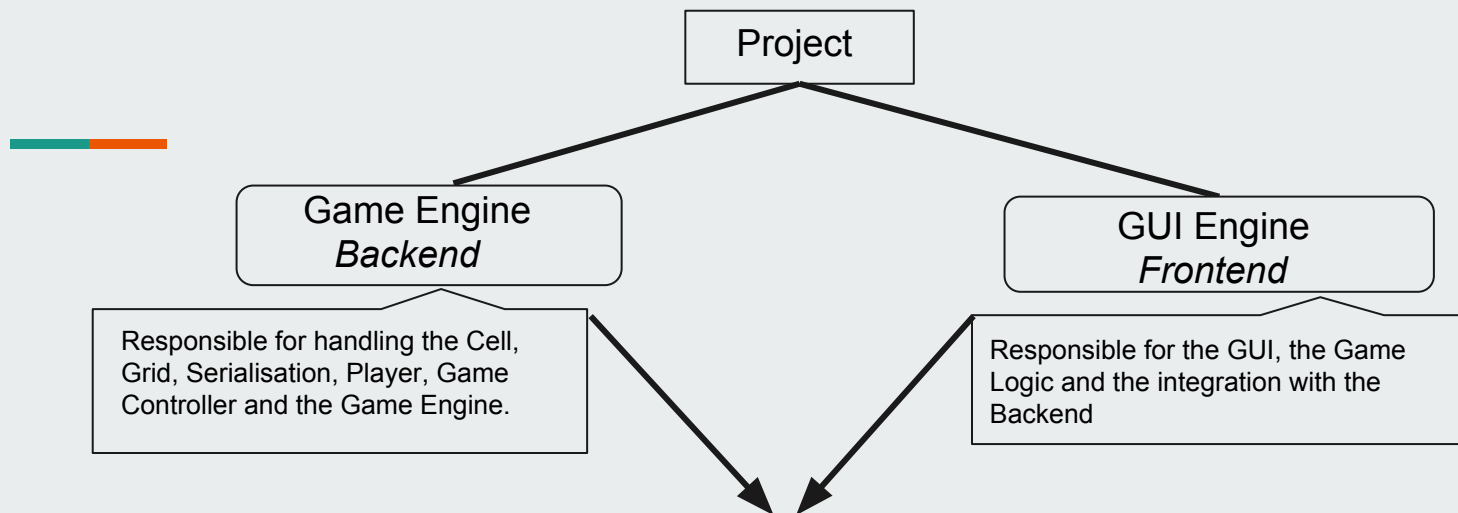 Project
Game Engine
Backend
Responsible for handling the Cell,
Grid, Serialisation, Player, Game
Controller and the Game Engine.
GUI Engine
Frontend
Responsible for the GUI, the Game
Logic and the integration with the
Backend